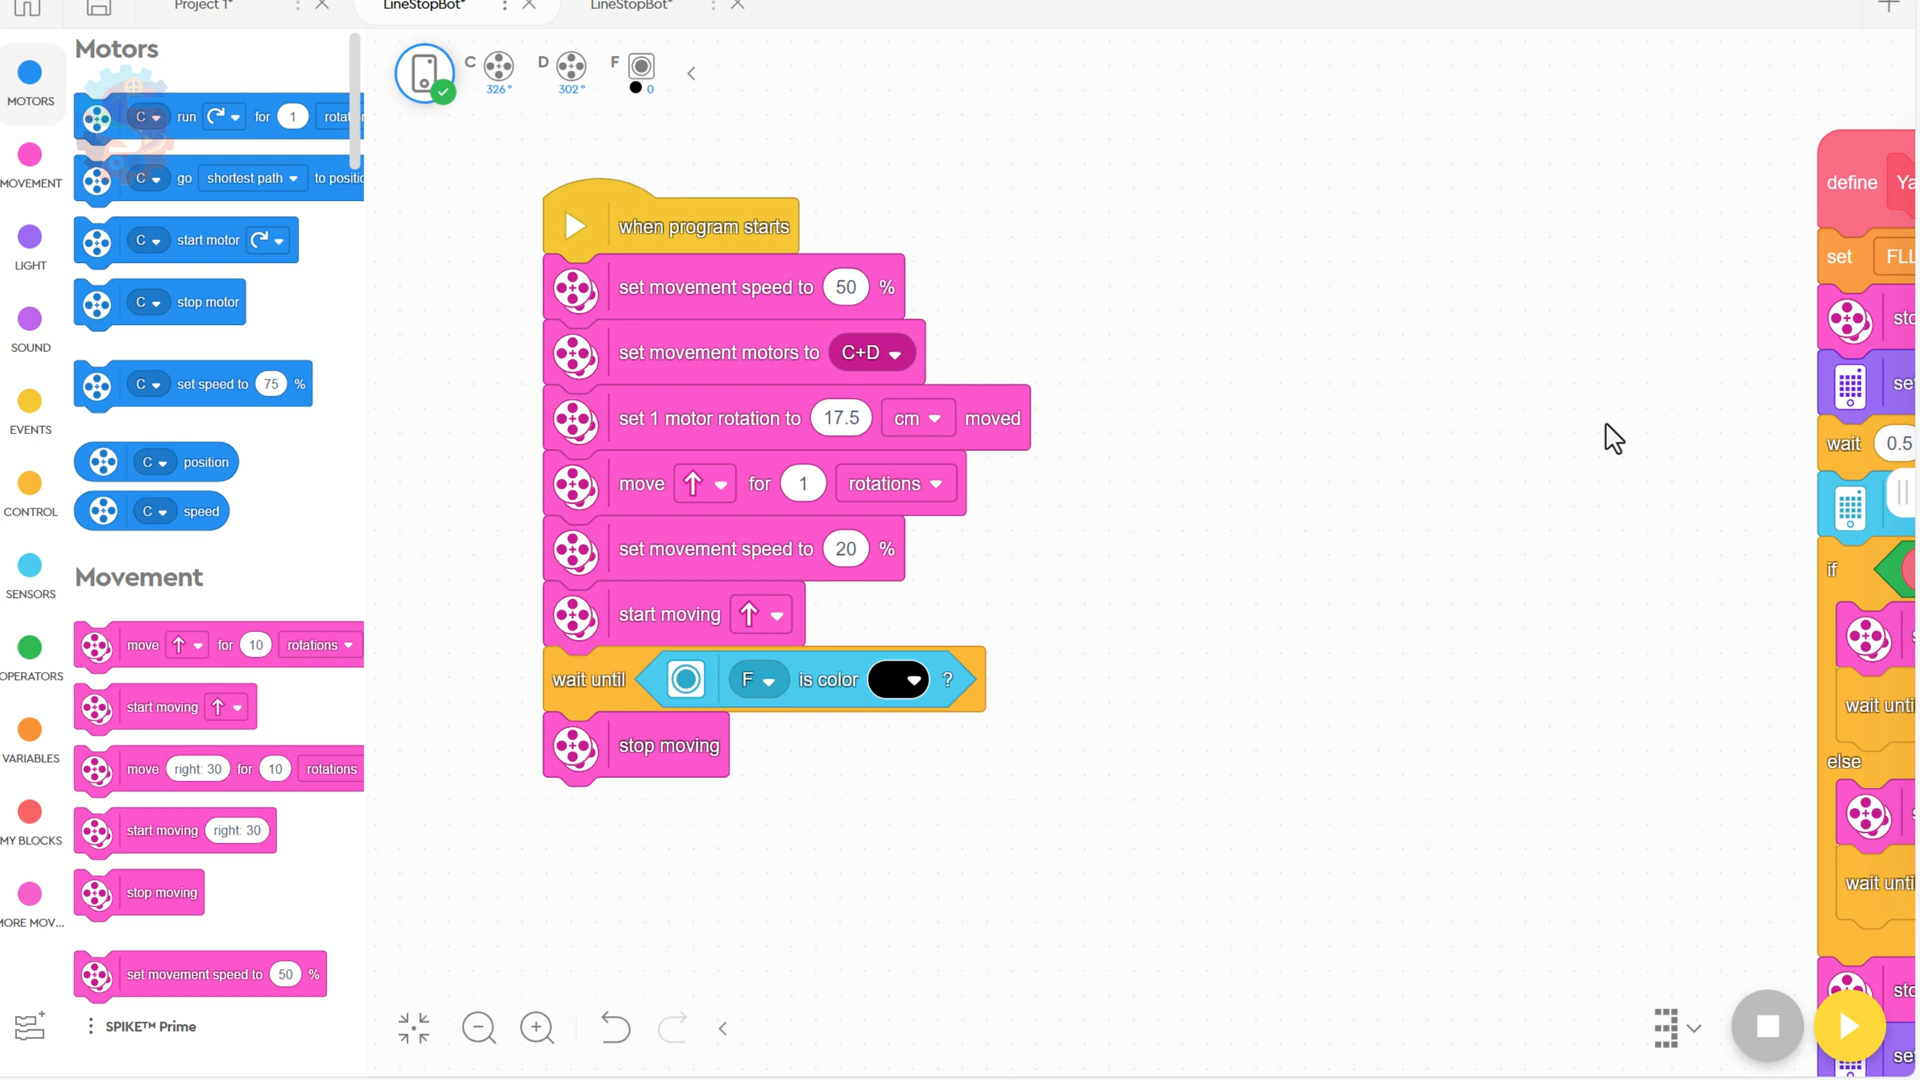 Project 1*
LineStopBot*
LineStopBot*
Motors
C 326°
D 302°
F 0
MOTORS
MOVEMENT
LIGHT
SOUND
EVENTS
CONTROL
SENSORS
OPERATORS
VARIABLES
MY BLOCKS
MORE MOV...
C run for 1
C go shortest path
C start motor
C stop motor
C set speed to 75 %
C position
C speed
Movement
move for 10 rotations
start moving
move right: 30 for 10 rotations
start moving right: 30
stop moving
set movement speed to 50 %
SPIKE™ Prime
when program starts
set movement speed to 50 %
set movement motors to C+D
set 1 motor rotation to 17.5 cm moved
move for 1 rotations
set movement speed to 20 %
start moving
wait until F is color ?
stop moving
define
set
wait 0.5
if
else